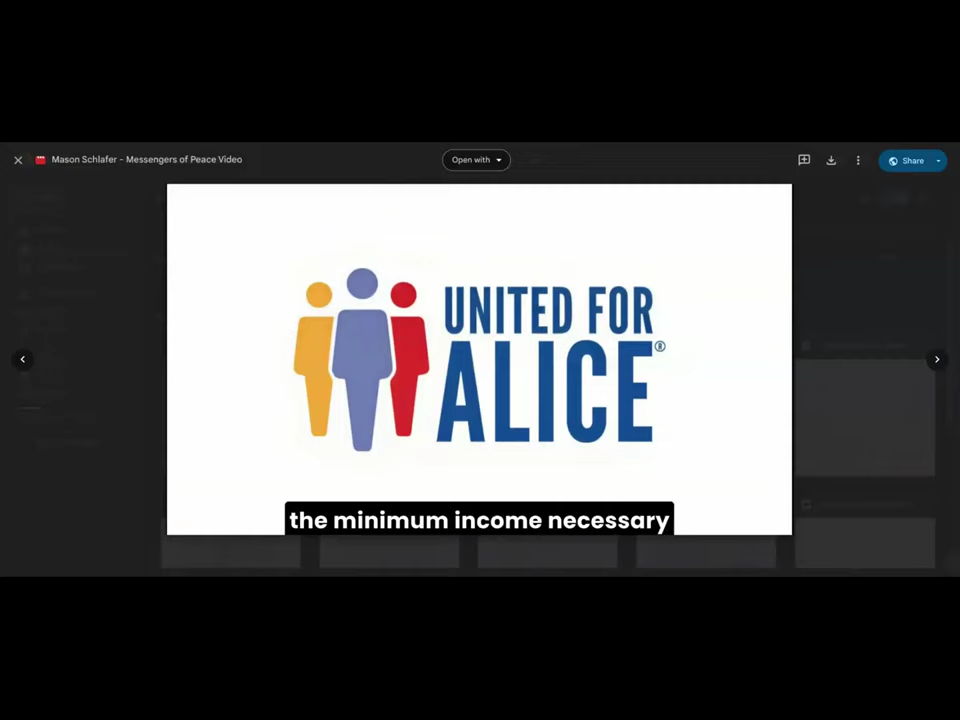 Mason Schlafer - Messengers of Peace Video
Open with
Share
UNITED FOR
ALICE®
the minimum income necessary